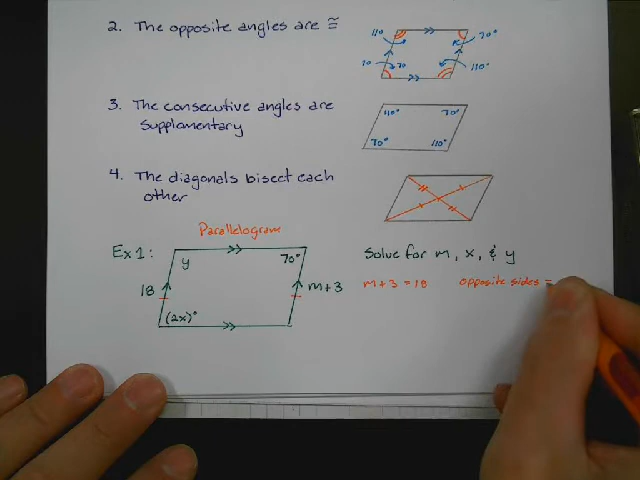 2. The opposite angles are ≅
110
70°
70
70
110°
3. The consecutive angles are
supplamentary
110°
70°
70°
110°
4. The diagonals bisect each
other
Parallelogram
Ex 1:
y
70°
18
m+3
(2x)°
Solve for m, x, & y
m+3 = 18
opposite sides =